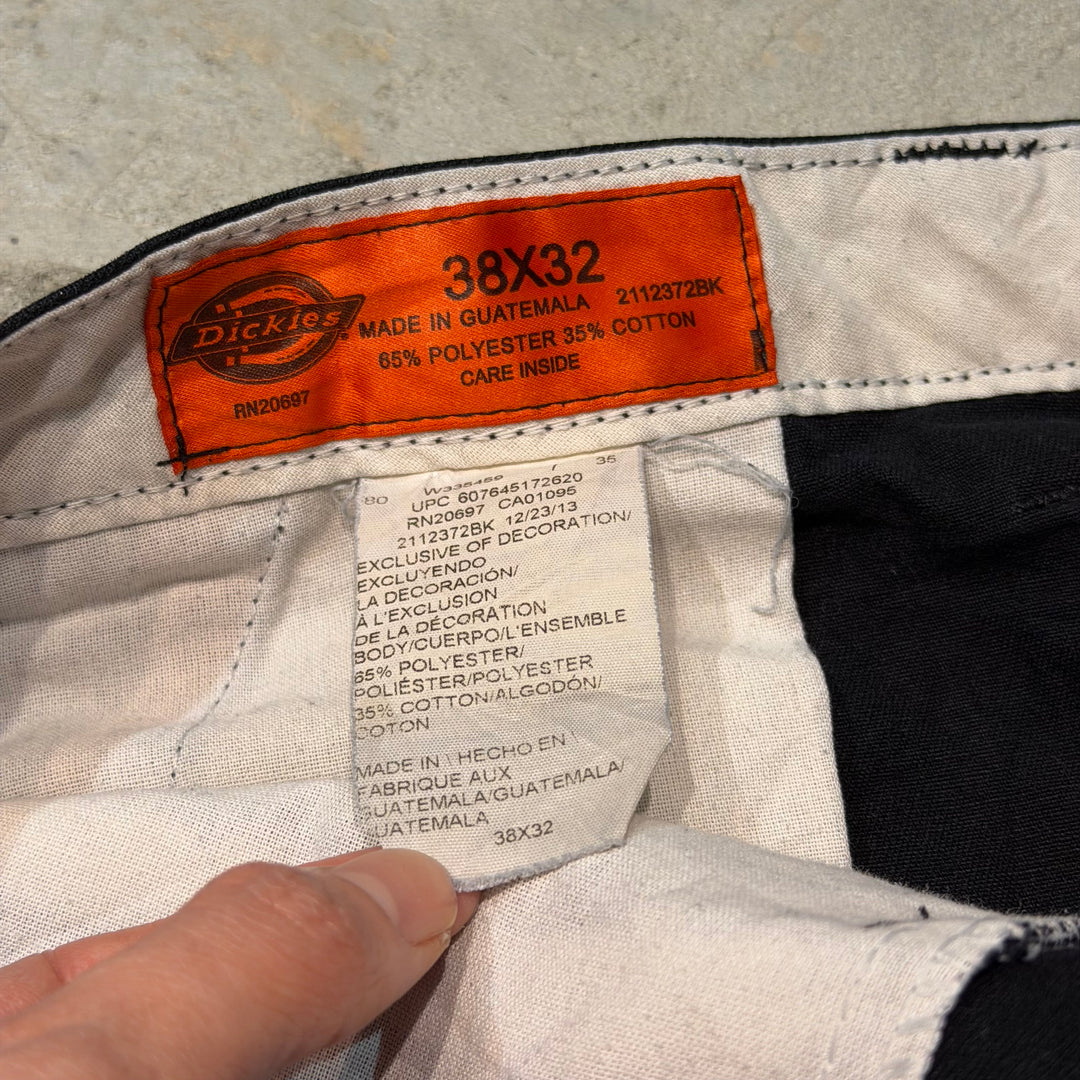 38X32
Dickies®
MADE IN GUATEMALA 2112372BK
65% POLYESTER 35% COTTON
CARE INSIDE
RN20697
80 / 35
UPC 607645172620
RN20697 CA01095
2112372BK 12/23/13
EXCLUSIVE OF DECORATION/
EXCLUYENDO
LA DECORACIÓN/
À L'EXCLUSION
DE LA DÉCORATION
BODY/CUERPO/L'ENSEMBLE
65% POLYESTER/
POLIÉSTER/POLYESTER
35% COTTON/ALGODÓN/
COTON
MADE IN \ HECHO EN \
FABRIQUE AUX
GUATEMALA/GUATEMALA/
GUATEMALA
38X32